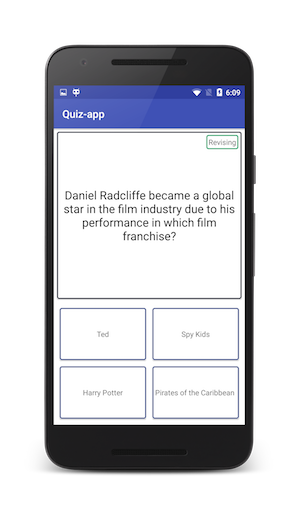 6:09
Quiz-app
Revising
Daniel Radcliffe became a global
star in the film industry due to his
performance in which film
franchise?
Ted
Spy Kids
Harry Potter
Pirates of the Caribbean